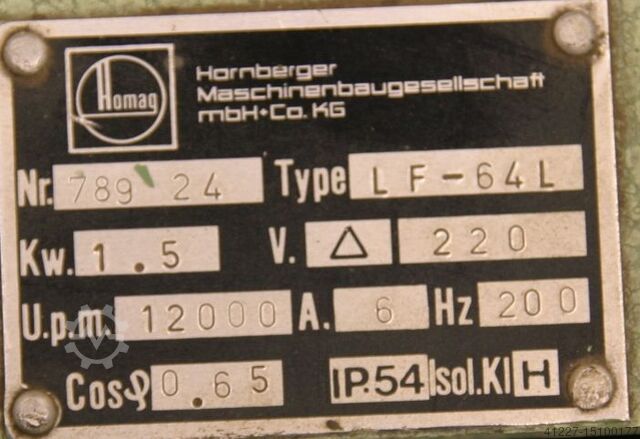 Homag
Hornberger
Maschinenbaugesellschaft
mbH+Co. KG
Nr. 789 24 Type LF-64L
Kw. 1.5 V. △ 220
U.p.m. 12000 A. 6 Hz 200
Cosφ 0.65 IP.54 Isol.Kl H
41227-15100177